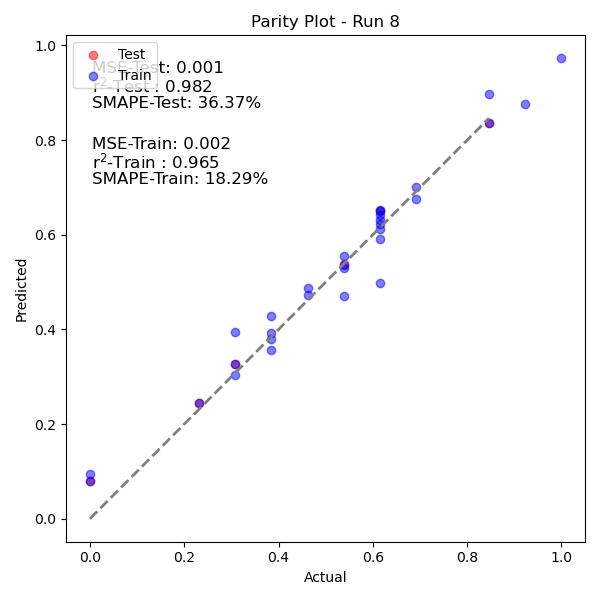 Parity Plot - Run 8
Test
Train
MSE-Test: 0.001
r²-Test : 0.982
SMAPE-Test: 36.37%
MSE-Train: 0.002
r²-Train : 0.965
SMAPE-Train: 18.29%
Predicted
1.0
0.8
0.6
0.4
0.2
0.0
0.0 0.2 0.4 0.6 0.8 1.0
Actual